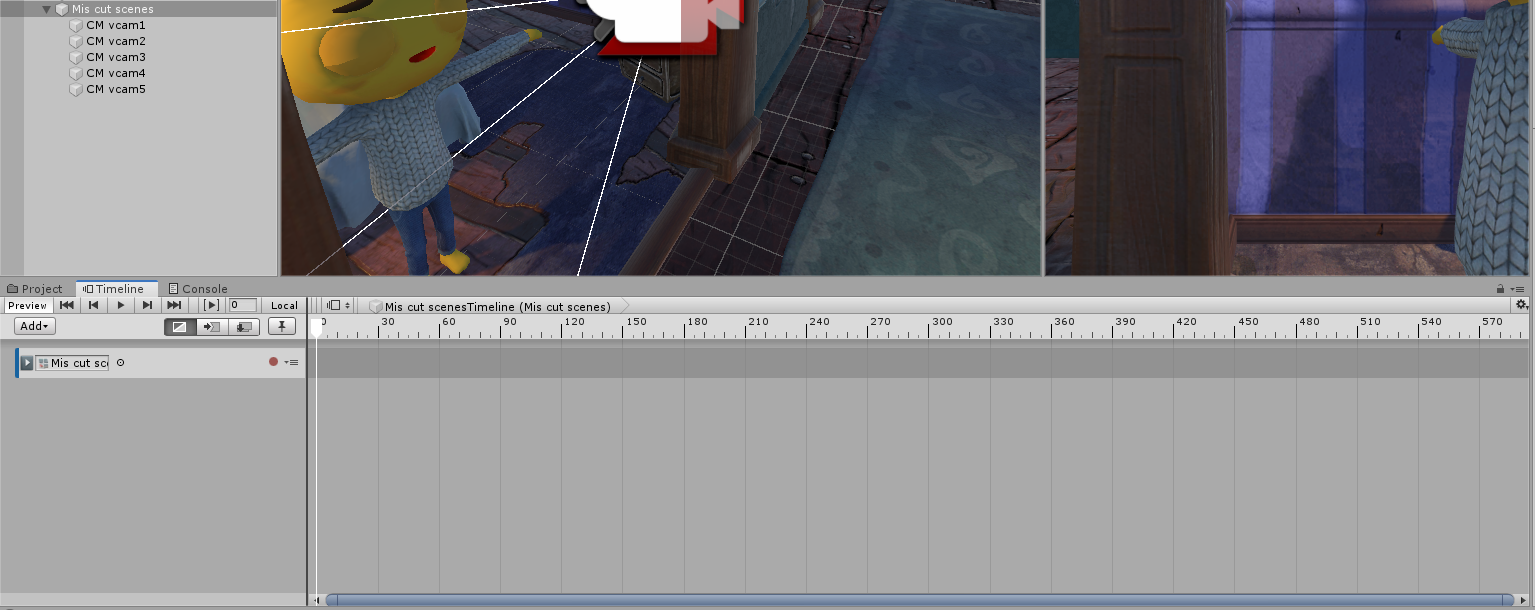 Mis cut scenes
CM vcam1
CM vcam2
CM vcam3
CM vcam4
CM vcam5
Project
Timeline
Console
Preview
0
Local
Mis cut scenesTimeline (Mis cut scenes)
Add
0 30 60 90 120 150 180 210 240 270 300 330 360 390 420 450 480 510 540 570
Mis cut sc